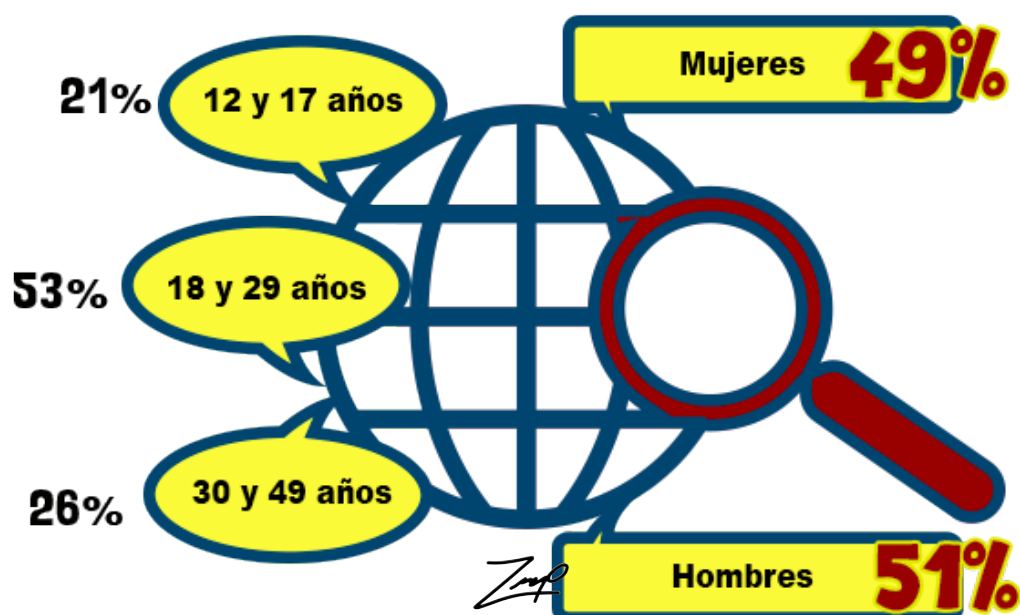 21%
12 y 17 años
Mujeres
49%
53%
18 y 29 años
26%
30 y 49 años
Hombres
51%